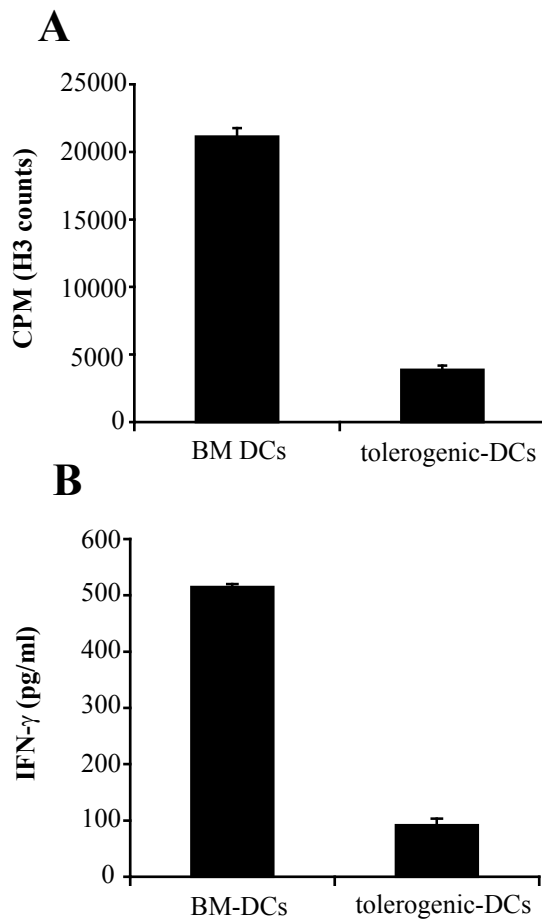 A
CPM (H3 counts)
25000
20000
15000
10000
5000
0
BM DCs
tolerogenic-DCs
B
IFN-γ (pg/ml)
600
500
400
300
200
100
0
BM-DCs
tolerogenic-DCs